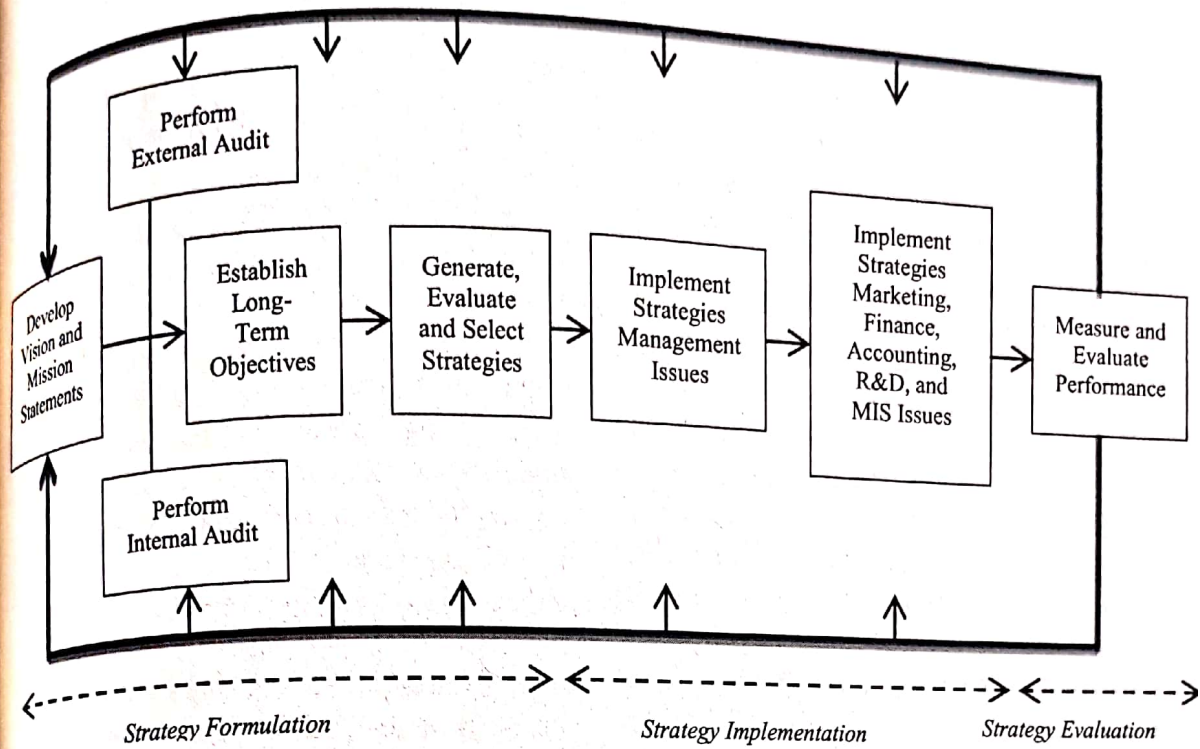 Perform
External Audit
Develop
Vision and
Mission
Statements
Establish
Long-
Term
Objectives
Generate,
Evaluate
and Select
Strategies
Implement
Strategies
Management
Issues
Implement
Strategies
Marketing,
Finance,
Accounting,
R&D, and
MIS Issues
Measure and
Evaluate
Performance
Perform
Internal Audit
Strategy Formulation
Strategy Implementation
Strategy Evaluation